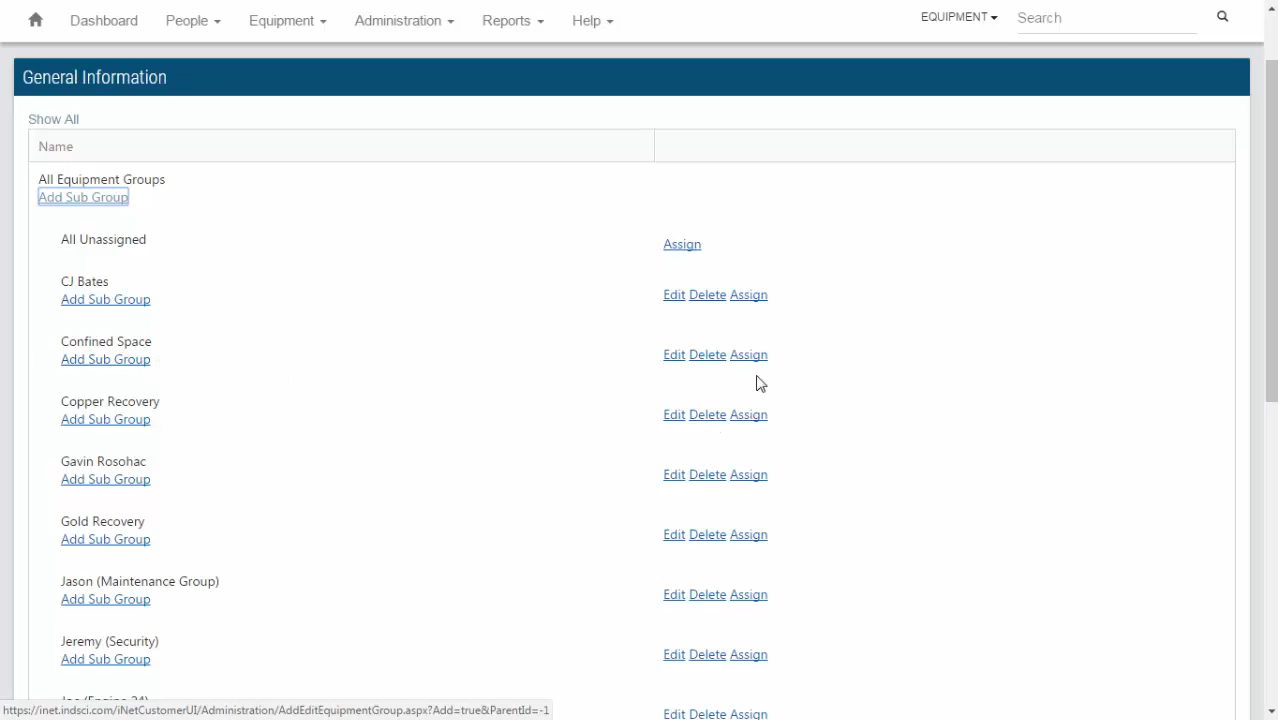 Dashboard People Equipment Administration Reports Help EQUIPMENT Search
General Information
Show All
Name
All Equipment Groups
Add Sub Group
All Unassigned
Assign
CJ Bates
Add Sub Group
Edit Delete Assign
Confined Space
Add Sub Group
Edit Delete Assign
Copper Recovery
Add Sub Group
Edit Delete Assign
Gavin Rosohac
Add Sub Group
Edit Delete Assign
Gold Recovery
Add Sub Group
Edit Delete Assign
Jason (Maintenance Group)
Add Sub Group
Edit Delete Assign
Jeremy (Security)
Add Sub Group
Edit Delete Assign
Joe (Engine 24)
https://inet.indsci.com/iNetCustomerUI/Administration/AddEditEquipmentGroup.aspx?Add=true&ParentId=-1
Edit Delete Assign